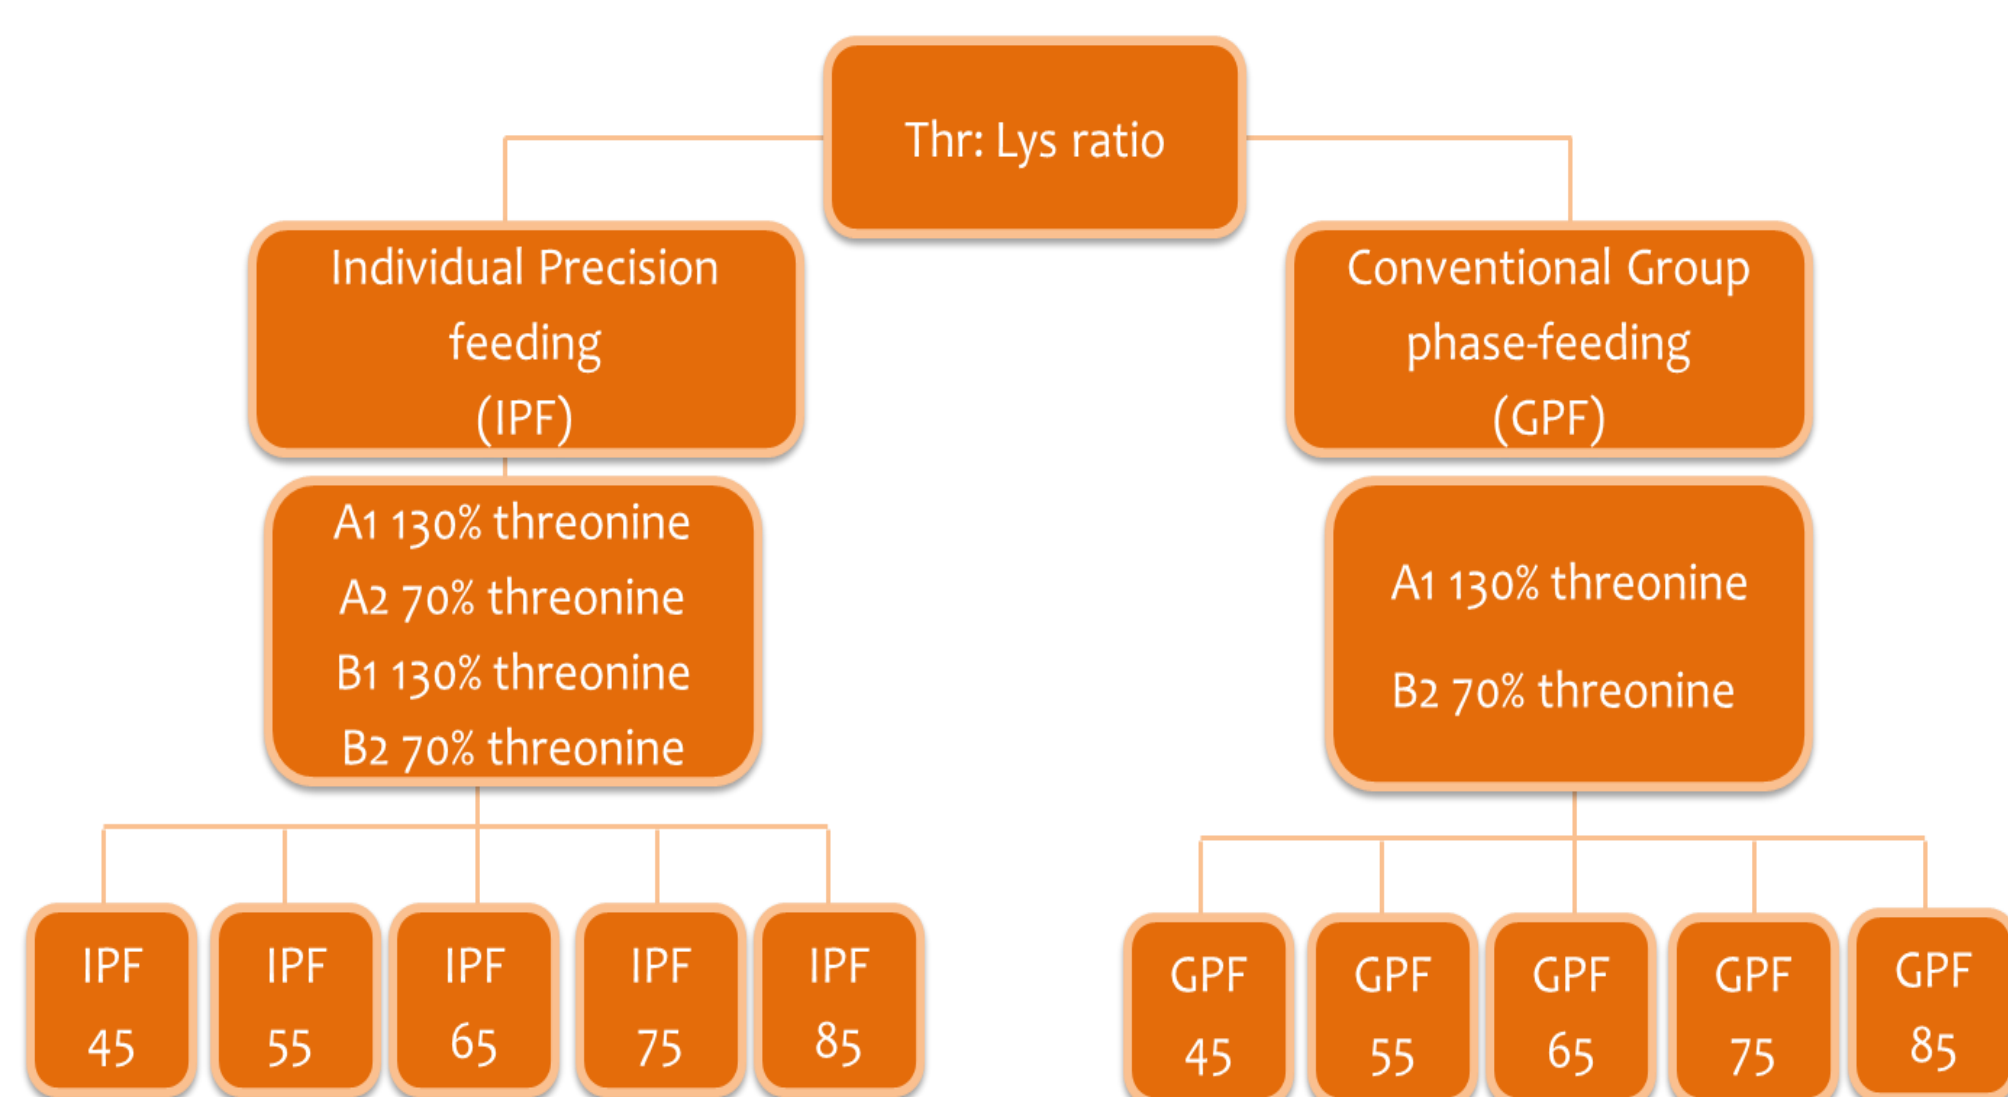 Thr: Lys ratio
Individual Precision
feeding
(IPF)
Conventional Group
phase-feeding
(GPF)
A1 130% threonine
A2 70% threonine
B1 130% threonine
B2 70% threonine
A1 130% threonine
B2 70% threonine
IPF
45
IPF
55
IPF
65
IPF
75
IPF
85
GPF
45
GPF
55
GPF
65
GPF
75
GPF
85